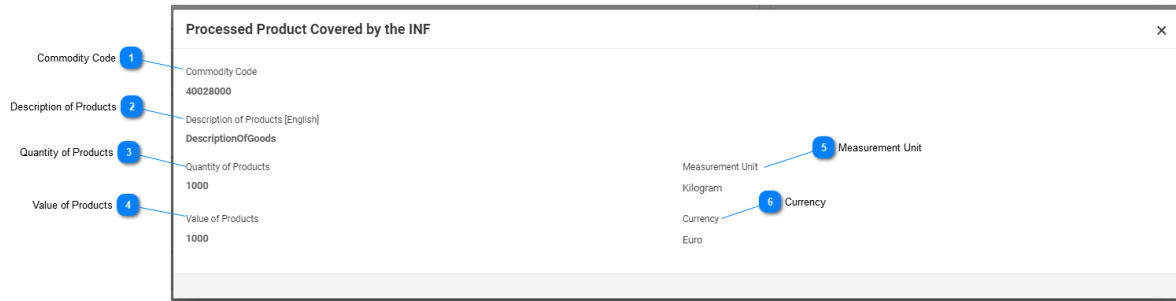 Processed Product Covered by the INF
Commodity Code 1
Commodity Code
40028000
Description of Products 2
Description of Products [English]
DescriptionOfGoods
Quantity of Products 3
5 Measurement Unit
Quantity of Products
Measurement Unit
1000
Kilogram
Value of Products 4
6 Currency
Value of Products
Currency
1000
Euro